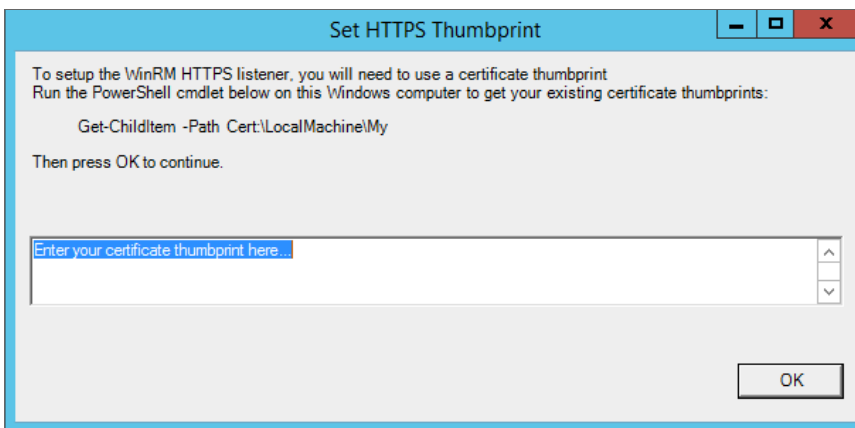 Set HTTPS Thumbprint
To setup the WinRM HTTPS listener, you will need to use a certificate thumbprint
Run the PowerShell cmdlet below on this Windows computer to get your existing certificate thumbprints:
Get-ChildItem -Path Cert:\LocalMachine\My
Then press OK to continue.
Enter your certificate thumbprint here...
OK